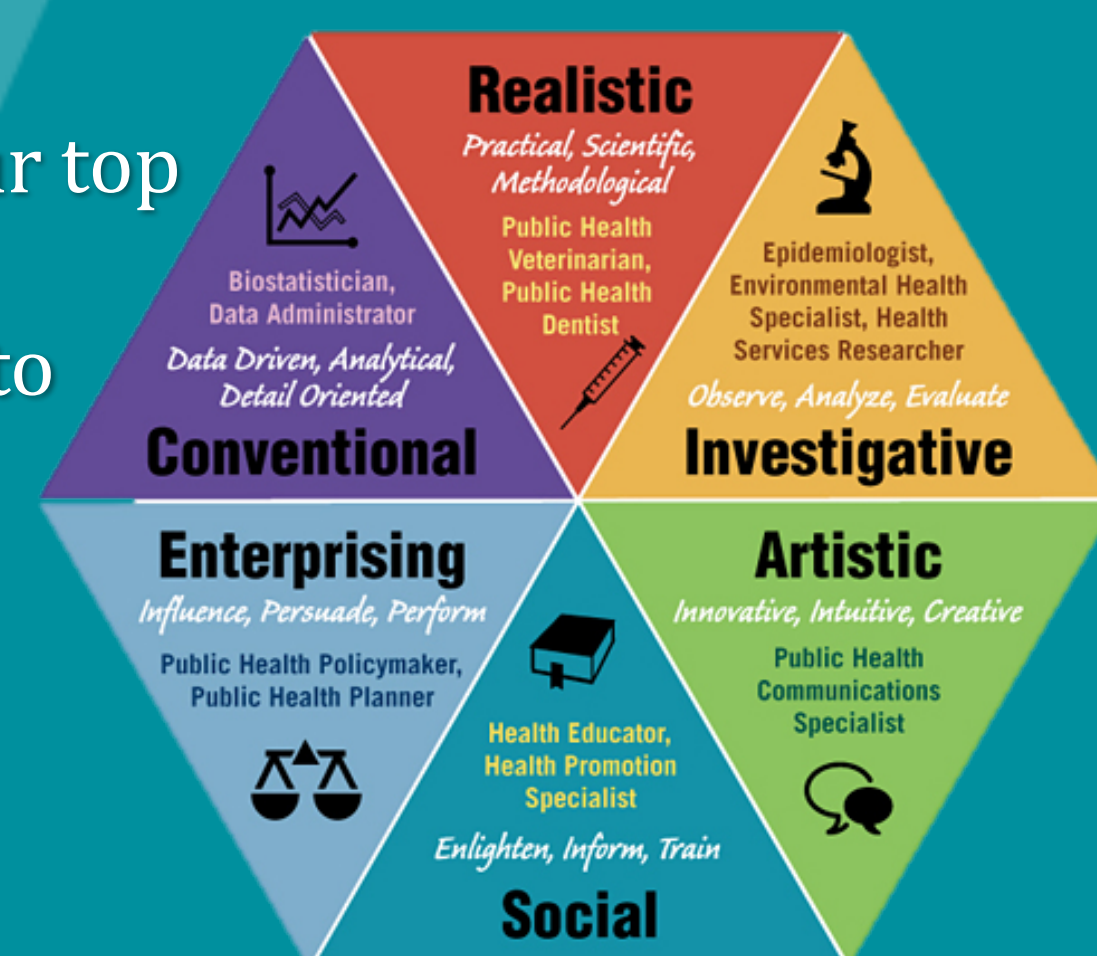 r top
to
Realistic
Practical, Scientific,
Methodological
Public Health
Veterinarian,
Public Health
Dentist
Epidemiologist,
Environmental Health
Specialist, Health
Services Researcher
Observe, Analyze, Evaluate
Investigative
Artistic
Innovative, Intuitive, Creative
Public Health
Communications
Specialist
Health Educator,
Health Promotion
Specialist
Enlighten, Inform, Train
Social
Enterprising
Influence, Persuade, Perform
Public Health Policymaker,
Public Health Planner
Biostatistician,
Data Administrator
Data Driven, Analytical,
Detail Oriented
Conventional